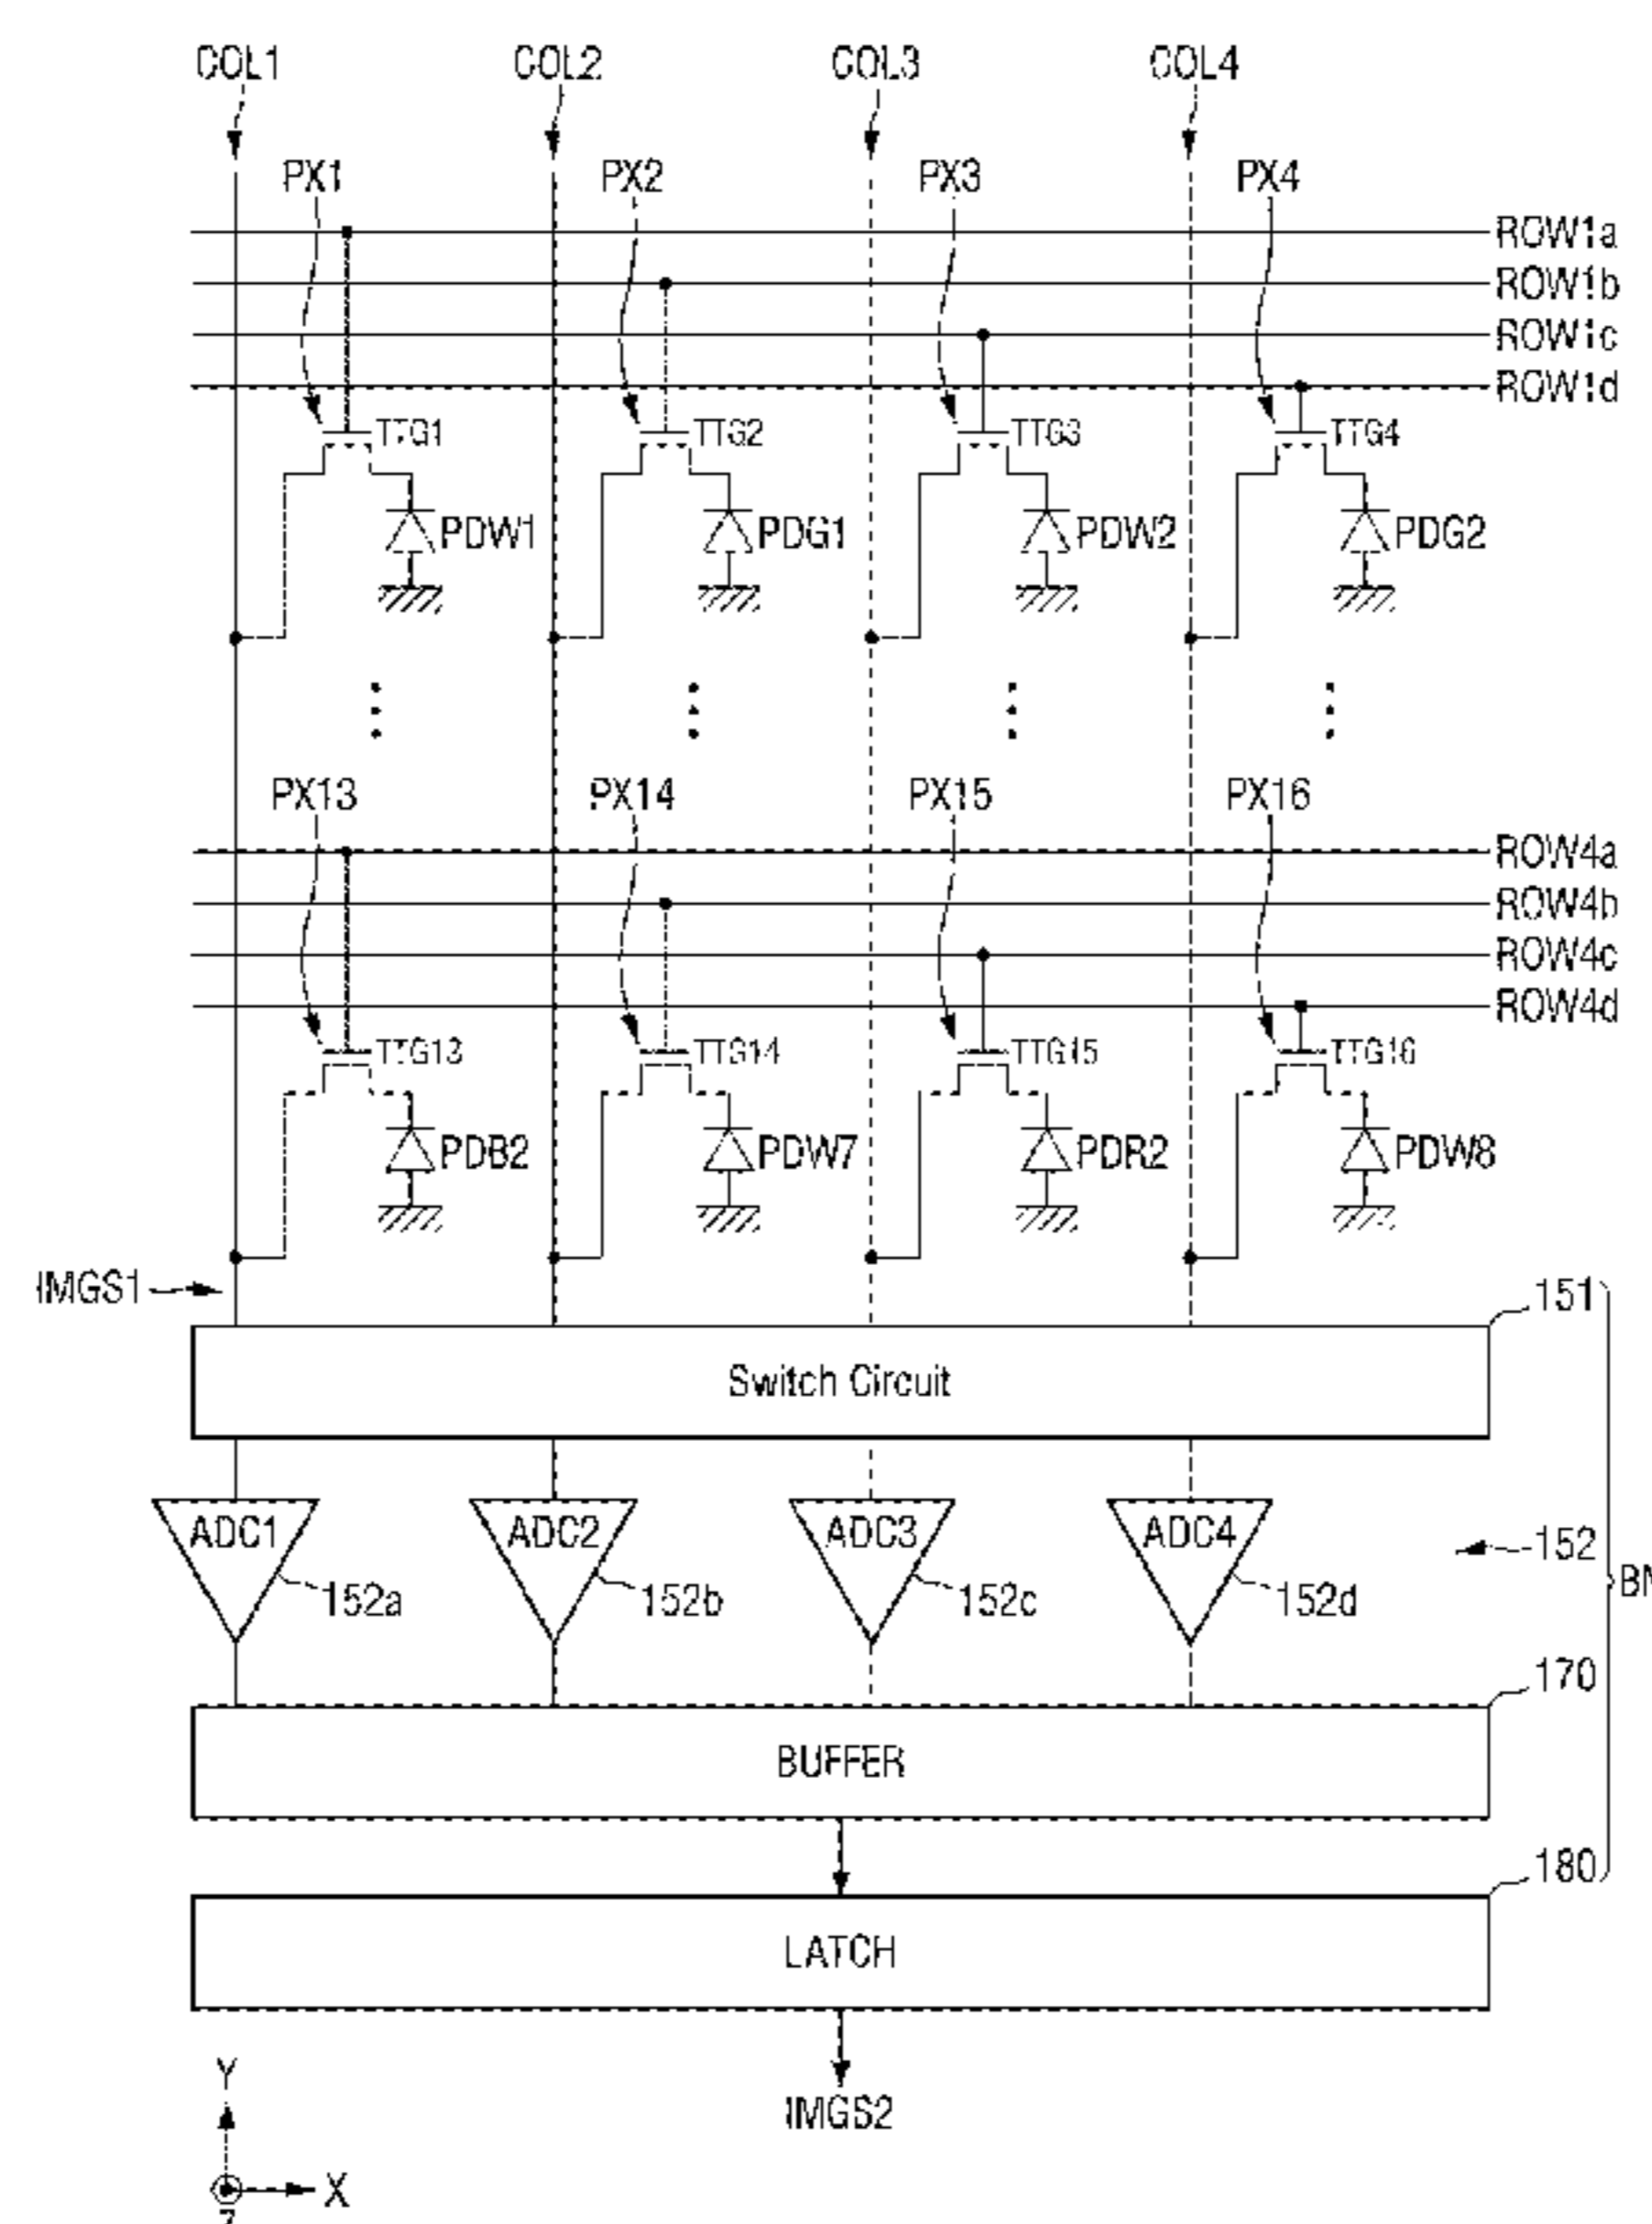 COL1 COL2 COL3 COL4
PX1 PX2 PX3 PX4
ROW1a
ROW1b
ROW1c
ROW1d
TTG1 TTG2 TTG3 TTG4
PDW1 PDG1 PDW2 PDG2
PX13 PX14 PX15 PX16
ROW4a
ROW4b
ROW4c
ROW4d
TTG13 TTG14 TTG15 TTG16
PDB2 PDW7 PDR2 PDW8
IMGS1
151
Switch Circuit
ADC1 ADC2 ADC3 ADC4
152
152a 152b 152c 152d
170
BUFFER
180
LATCH
IMGS2
Y
X